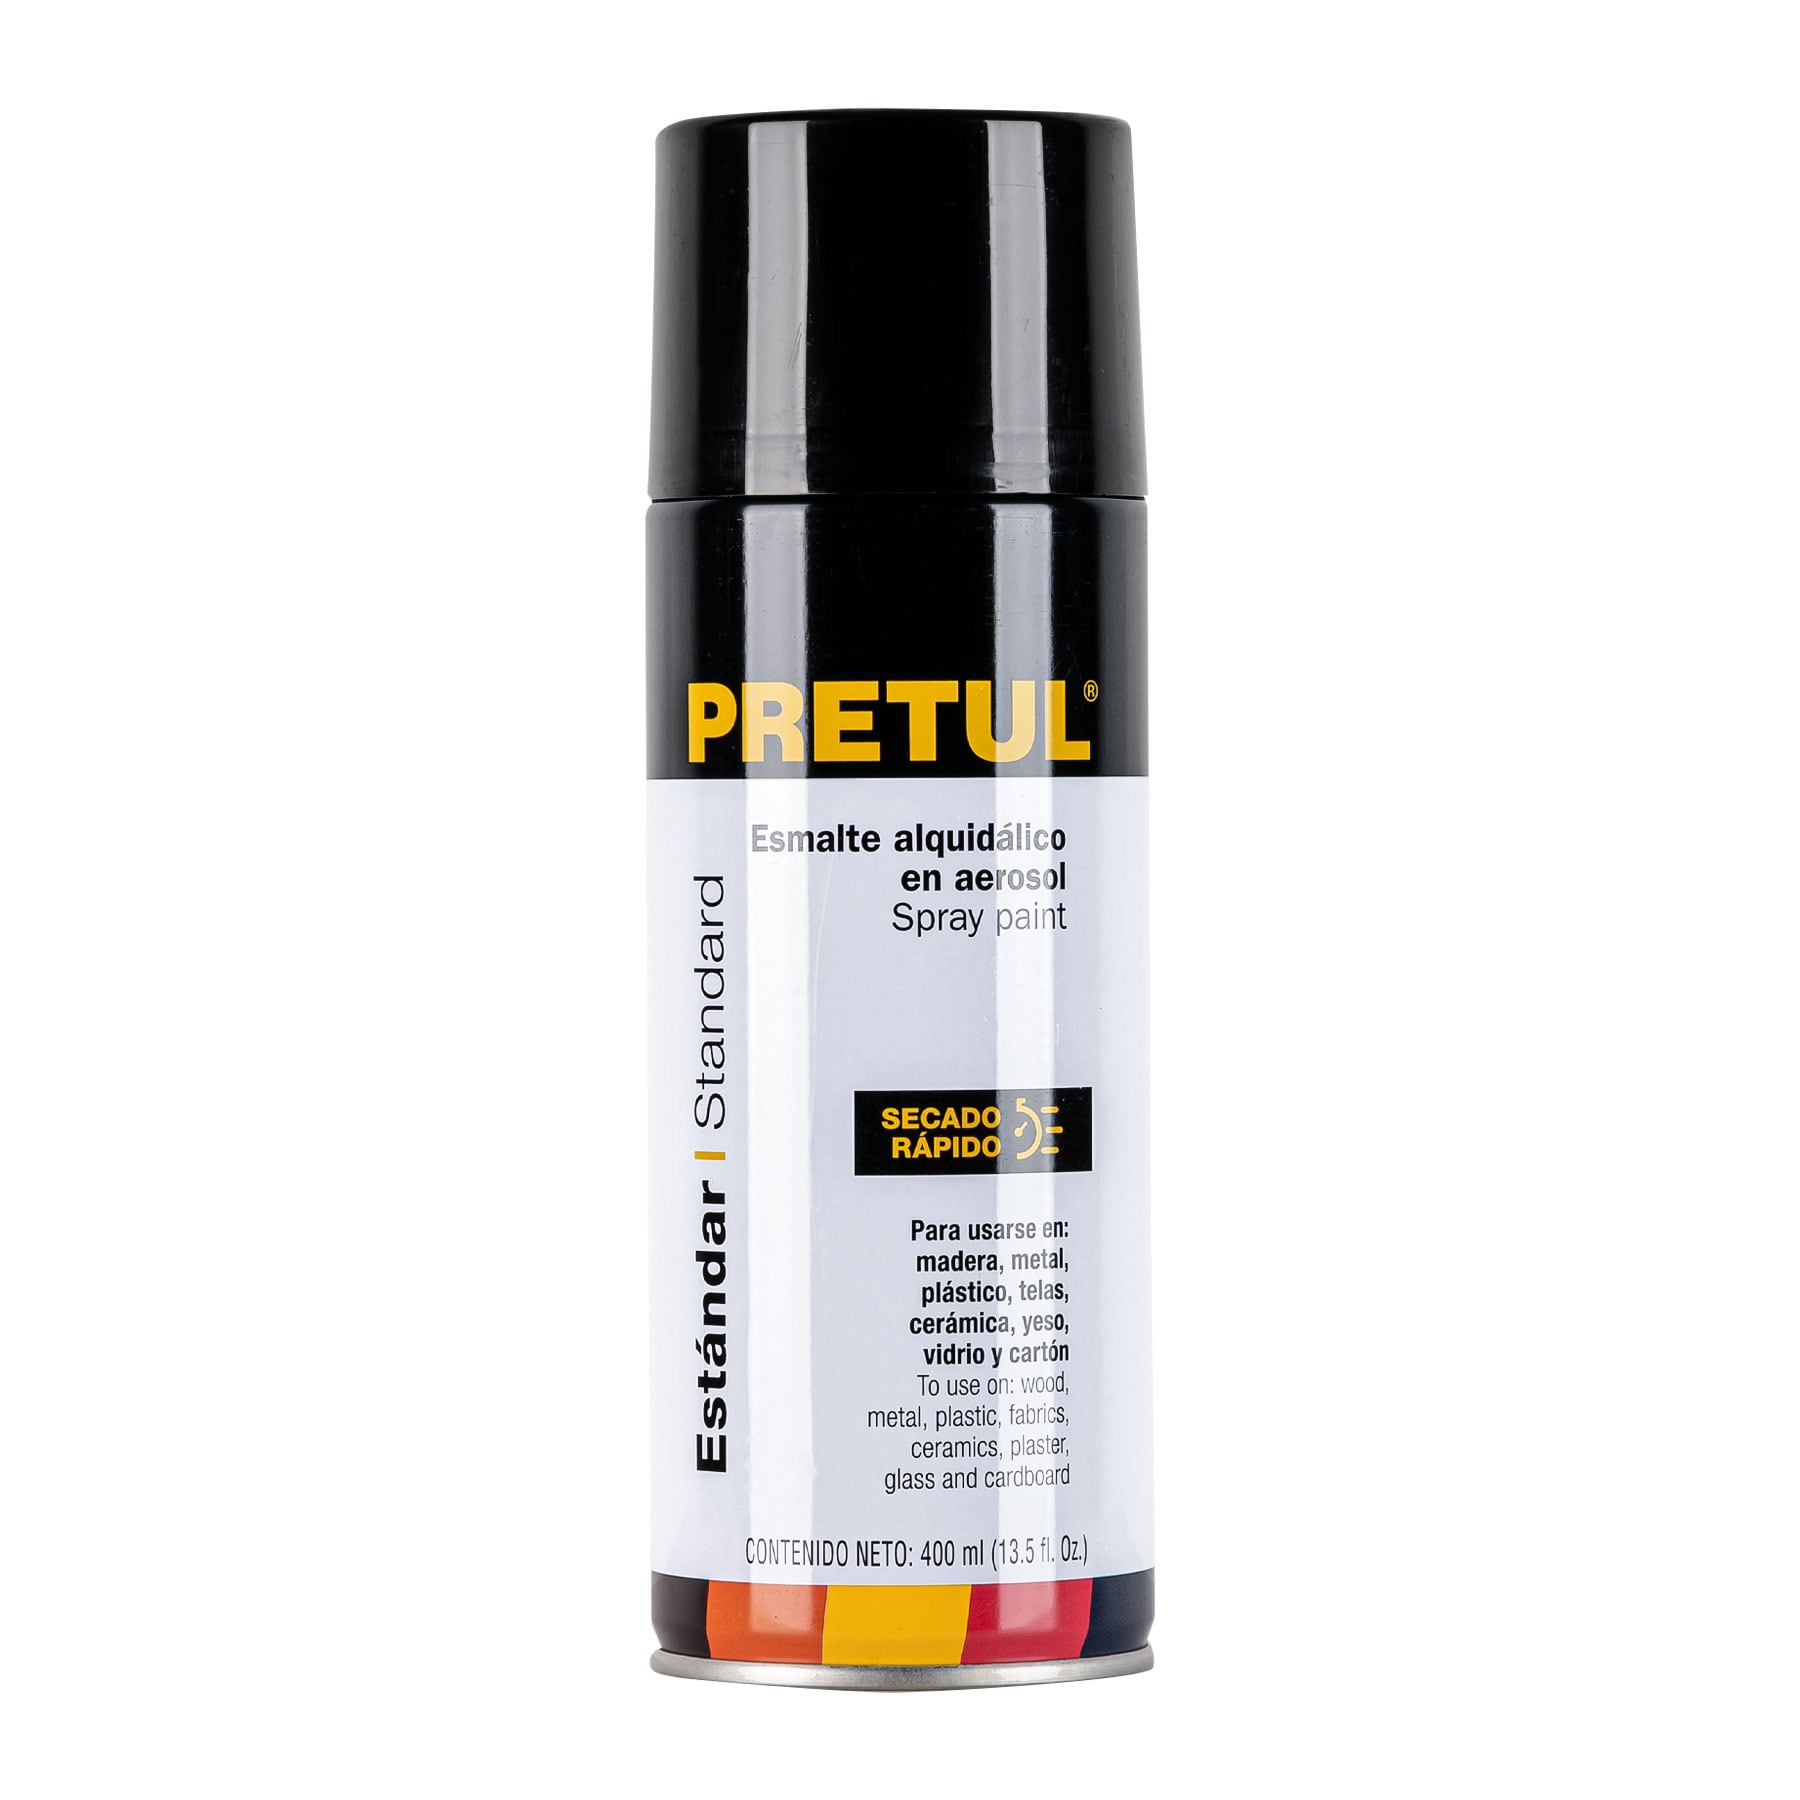 PRETUL®
Esmalte alquidálico
en aerosol
Spray paint
Estándar | Standard
SECADO
RÁPIDO
Para usarse en:
madera, metal,
plástico, telas,
cerámica, yeso,
vidrio y cartón
To use on: wood,
metal, plastic, fabrics,
ceramics, plaster,
glass and cardboard
CONTENIDO NETO: 400 ml (13.5 fl. Oz.)